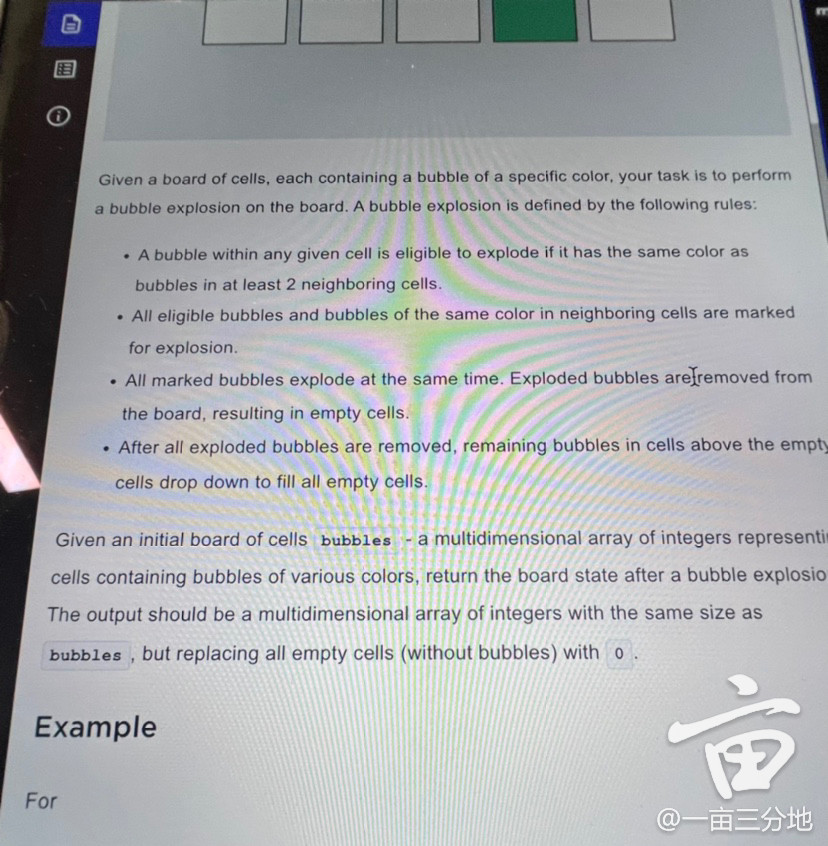 Given a board of cells, each containing a bubble of a specific color, your task is to perform
a bubble explosion on the board. A bubble explosion is defined by the following rules:
• A bubble within any given cell is eligible to explode if it has the same color as
bubbles in at least 2 neighboring cells.
• All eligible bubbles and bubbles of the same color in neighboring cells are marked
for explosion.
• All marked bubbles explode at the same time. Exploded bubbles are removed from
the board, resulting in empty cells.
• After all exploded bubbles are removed, remaining bubbles in cells above the empty
cells drop down to fill all empty cells.
Given an initial board of cells bubbles - a multidimensional array of integers representi
cells containing bubbles of various colors, return the board state after a bubble explosio
The output should be a multidimensional array of integers with the same size as
bubbles , but replacing all empty cells (without bubbles) with 0 .
Example
For
亩
@一亩三分地